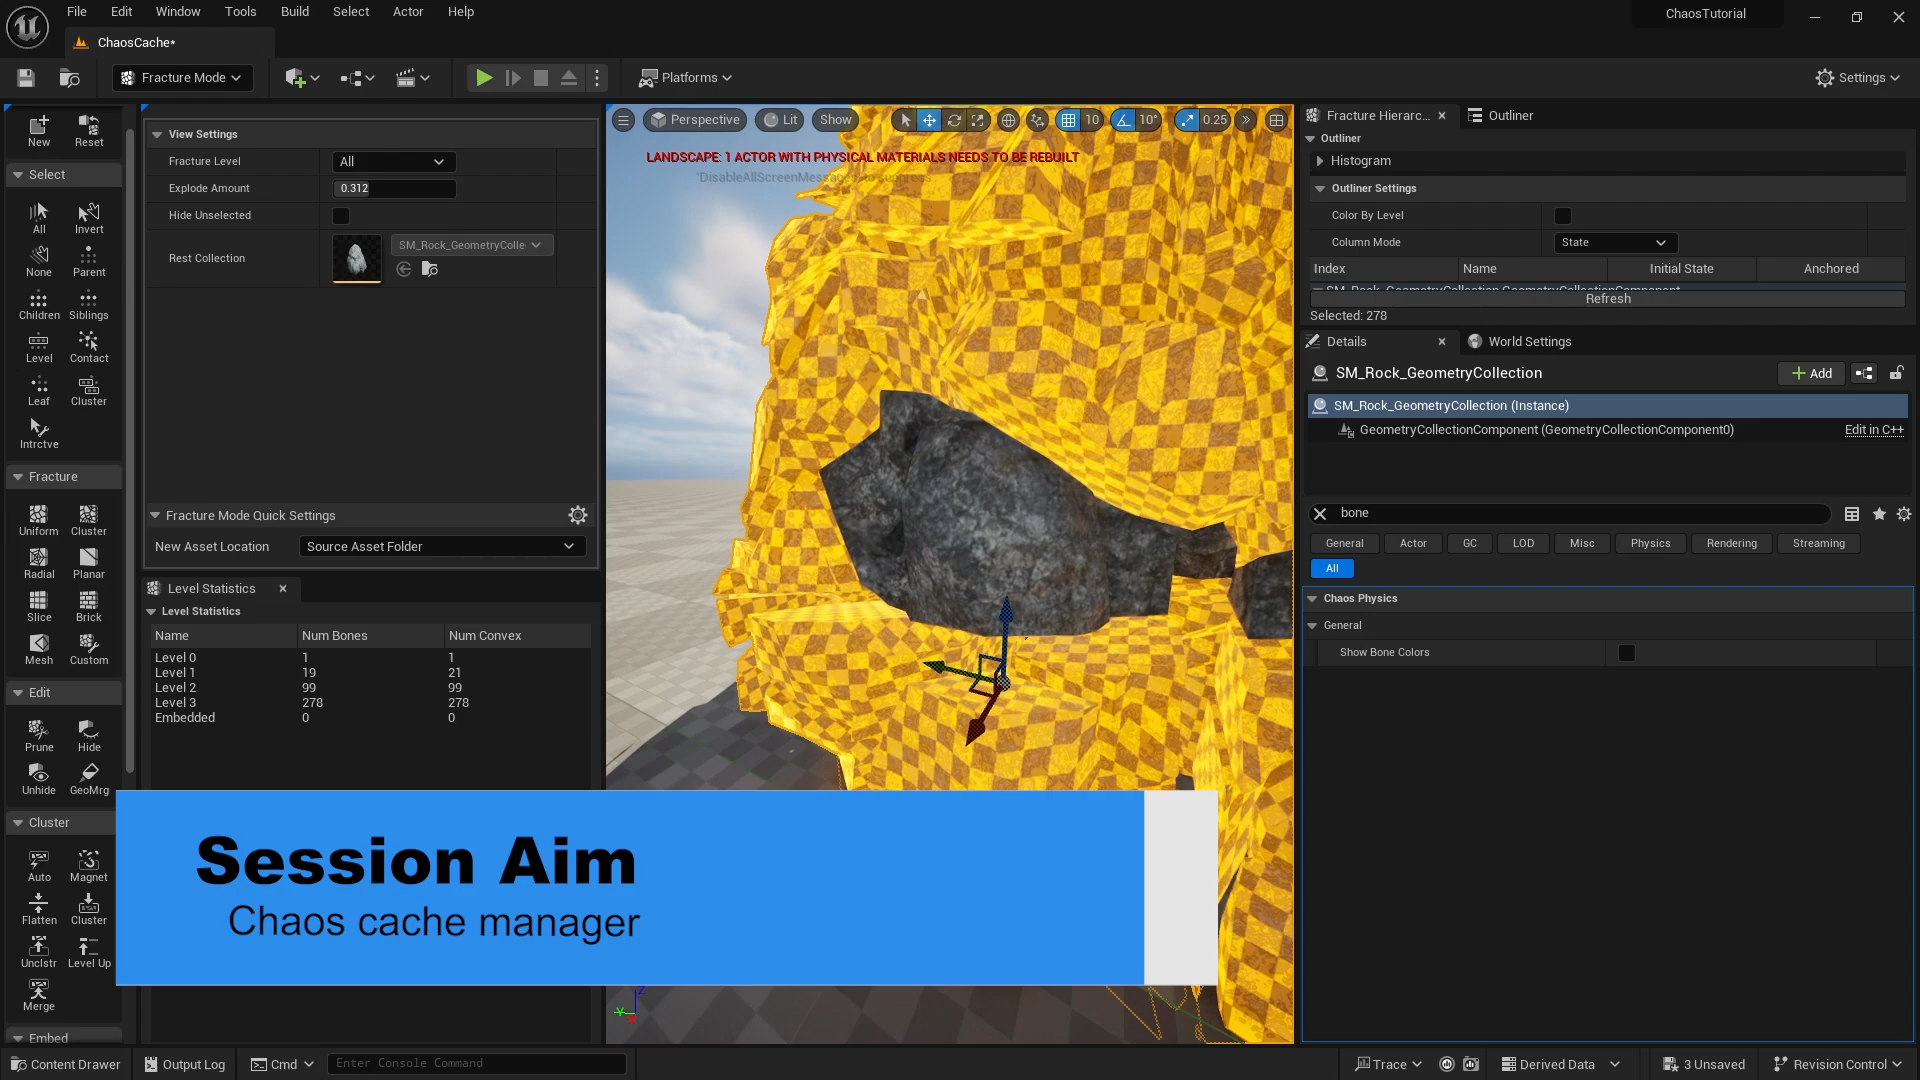 File Edit Window Tools Build Select Actor Help
ChaosTutorial
ChaosCache*
Fracture Mode
Platforms
Settings
New Reset
Select
All Invert
None Parent
Children Siblings
Level Contact
Leaf Cluster
Intrctve
Fracture
Uniform Cluster
Radial Planar
Slice Brick
Mesh Custom
Edit
Prune Hide
Unhide GeoMrg
Cluster
Auto Magnet
Flatten Cluster
Unclstr Level Up
Merge
Embed
View Settings
Fracture Level All
Explode Amount 0.312
Hide Unselected
Rest Collection SM_Rock_GeometryColle
Fracture Mode Quick Settings
New Asset Location Source Asset Folder
Level Statistics
Level Statistics
Name Num Bones Num Convex
Level 0 1 1
Level 1 19 21
Level 2 99 99
Level 3 278 278
Embedded 0 0
Perspective Lit Show 10 10° 0.25
LANDSCAPE: 1 ACTOR WITH PHYSICAL MATERIALS NEEDS TO BE REBUILT
'DisableAllScreenMessages' to suppress
Fracture Hierarc... Outliner
Outliner
Histogram
Outliner Settings
Color By Level
Column Mode State
Index Name Initial State Anchored
SM_Rock_GeometryCollection.GeometryCollectionComponent
Refresh
Selected: 278
Details World Settings
SM_Rock_GeometryCollection Add
SM_Rock_GeometryCollection (Instance)
GeometryCollectionComponent (GeometryCollectionComponent0) Edit in C++
bone
General Actor GC LOD Misc Physics Rendering Streaming
All
Chaos Physics
General
Show Bone Colors
Session Aim
Chaos cache manager
Y Z
Content Drawer Output Log Cmd Enter Console Command Trace Derived Data 3 Unsaved Revision Control